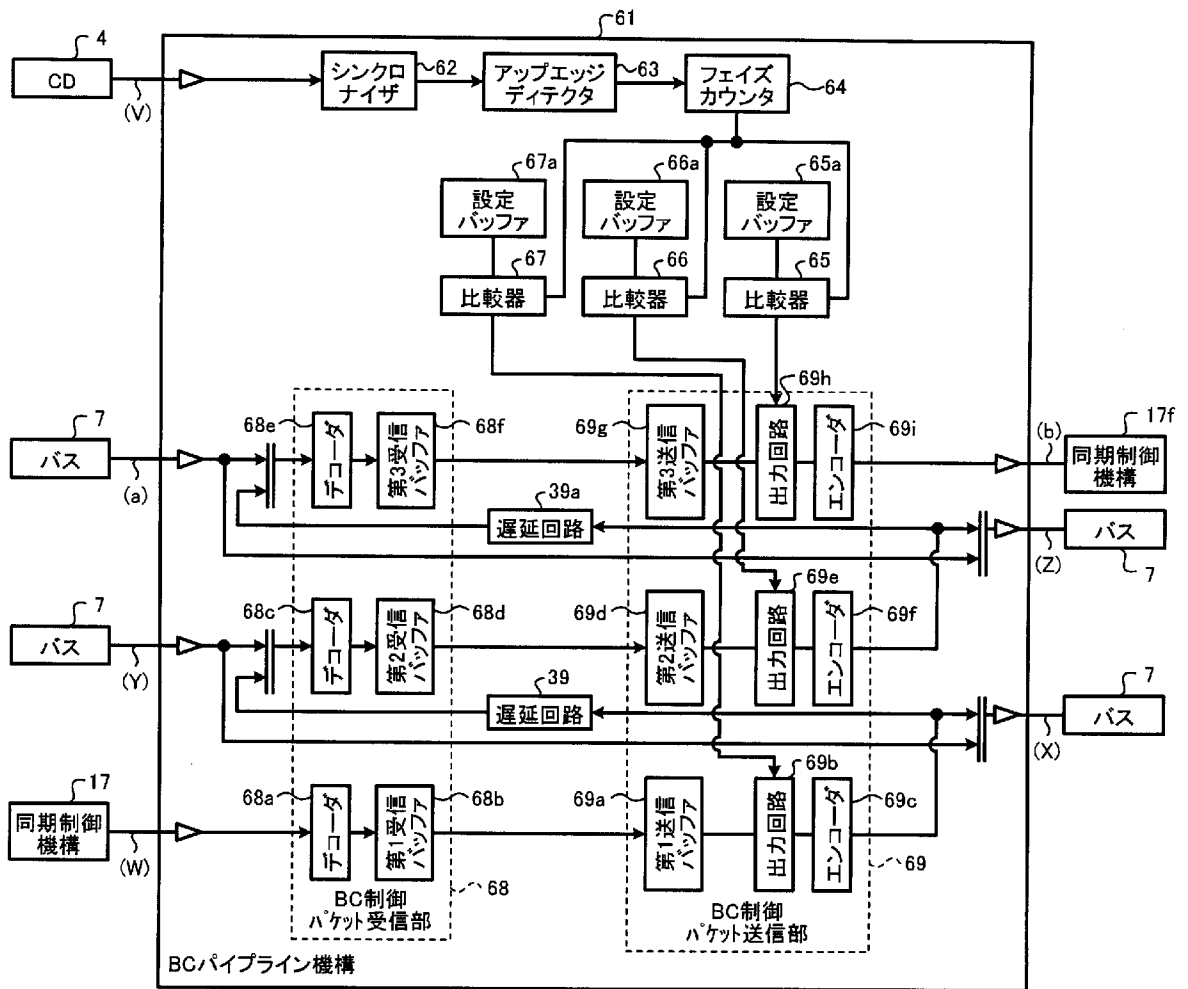 61
4
CD
(V)
シンクロ
ナイザ
62
アップエッジ
ディテクタ
63
フェイズ
カウンタ
64
67a
設定
バッファ
66a
設定
バッファ
65a
設定
バッファ
67
比較器
66
比較器
65
比較器
7
バス
(a)
68e
デコーダ
68f
第3受信
バッファ
69g
第3送信
バッファ
69h
出力回路
69i
エンコーダ
(b)
17f
同期制御
機構
39a
遅延回路
(Z)
バス
7
7
バス
(Y)
68c
デコーダ
68d
第2受信
バッファ
69d
第2送信
バッファ
69e
出力回路
69f
エンコーダ
39
遅延回路
(X)
7
バス
17
同期制御
機構
(W)
68a
デコーダ
68b
第1受信
バッファ
69a
第1送信
バッファ
69b
出力回路
69c
エンコーダ
68
BC制御
パケット受信部
69
BC制御
パケット送信部
BCパイプライン機構